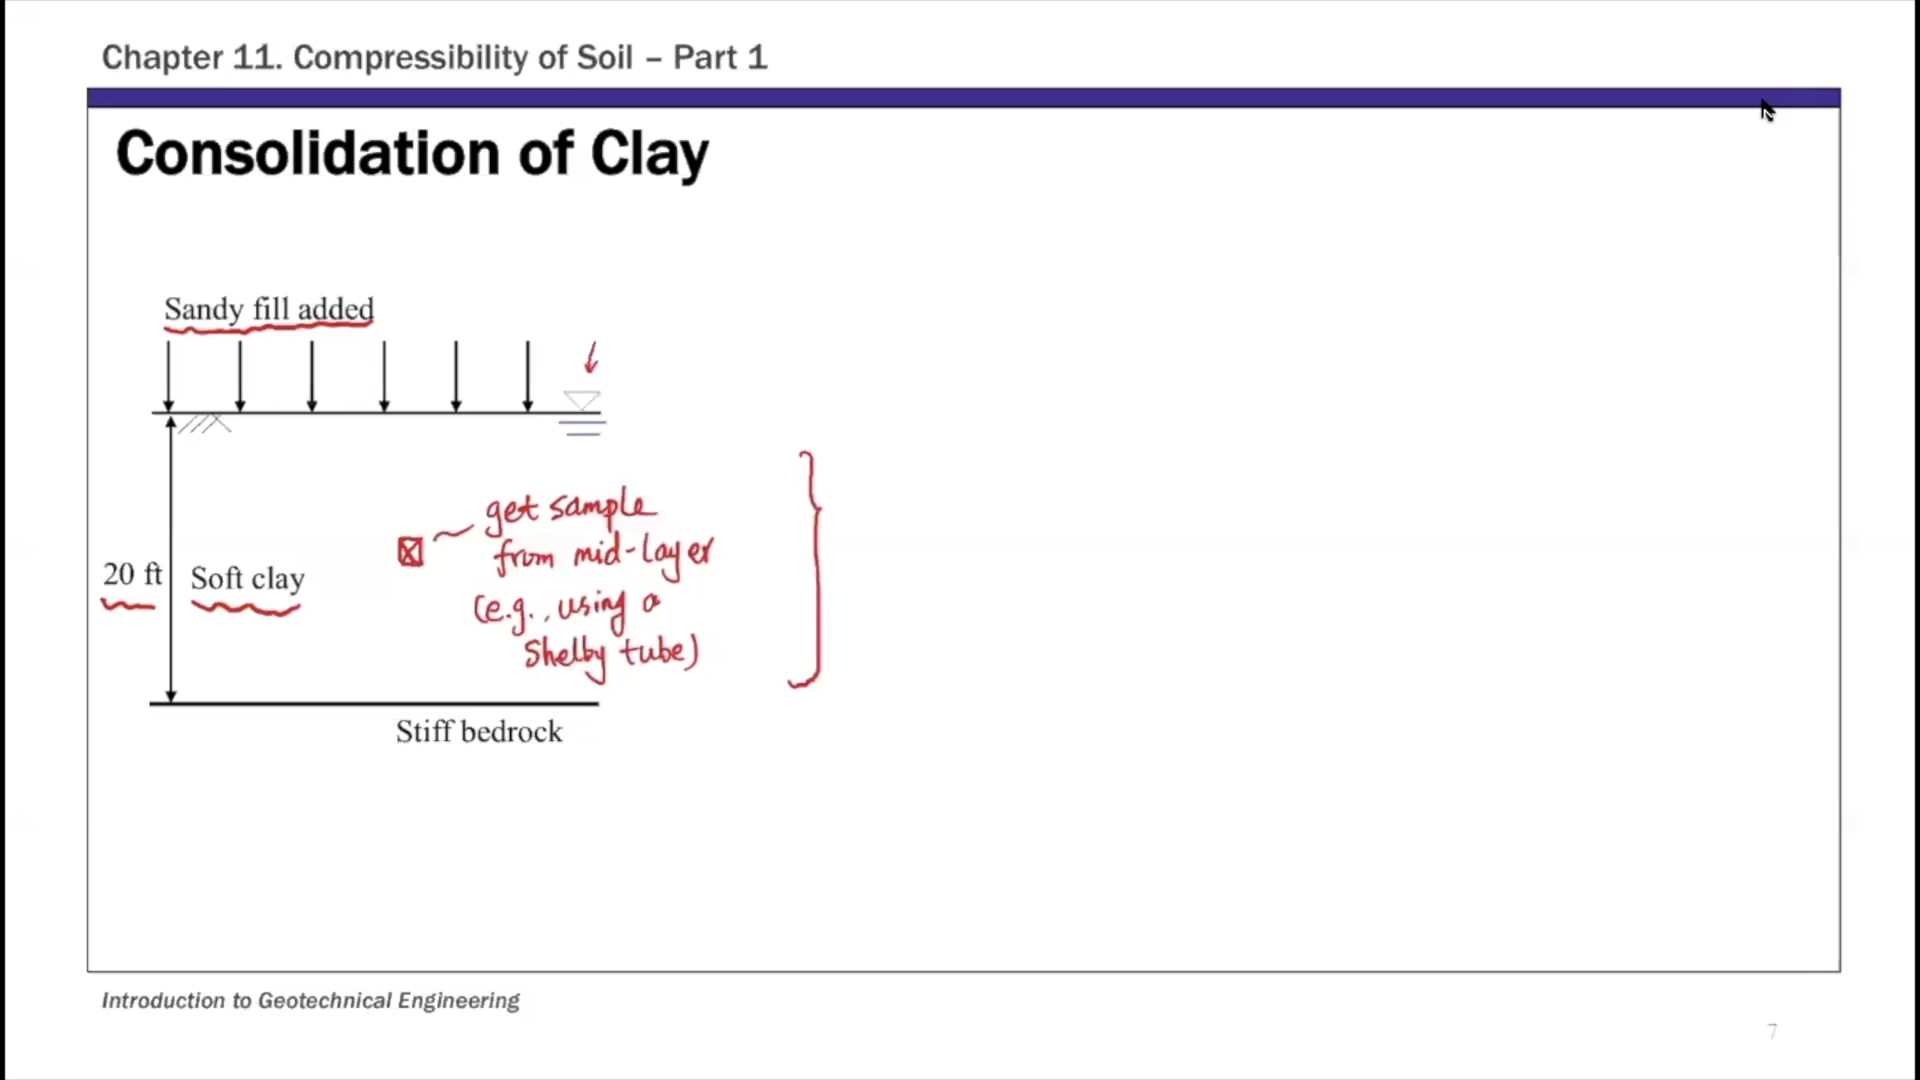 Chapter 11. Compressibility of Soil – Part 1
Consolidation of Clay
Sandy fill added
get sample
from mid-layer
(e.g., using a
Shelby tube)
20 ft
Soft clay
Stiff bedrock
Introduction to Geotechnical Engineering
7